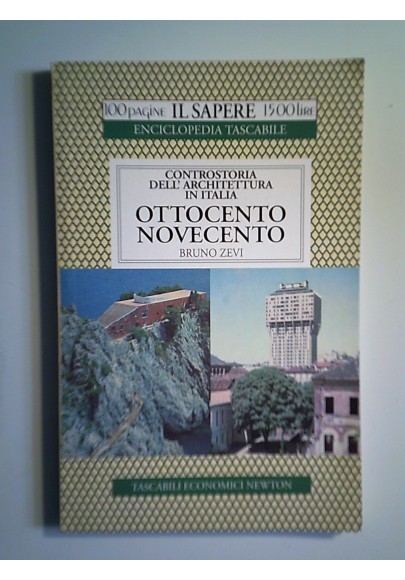 100 pagine IL SAPERE 1500 lire
ENCICLOPEDIA TASCABILE
CONTROSTORIA
DELL'ARCHITETTURA
IN ITALIA
OTTOCENTO
NOVECENTO
BRUNO ZEVI
TASCABILI ECONOMICI NEWTON